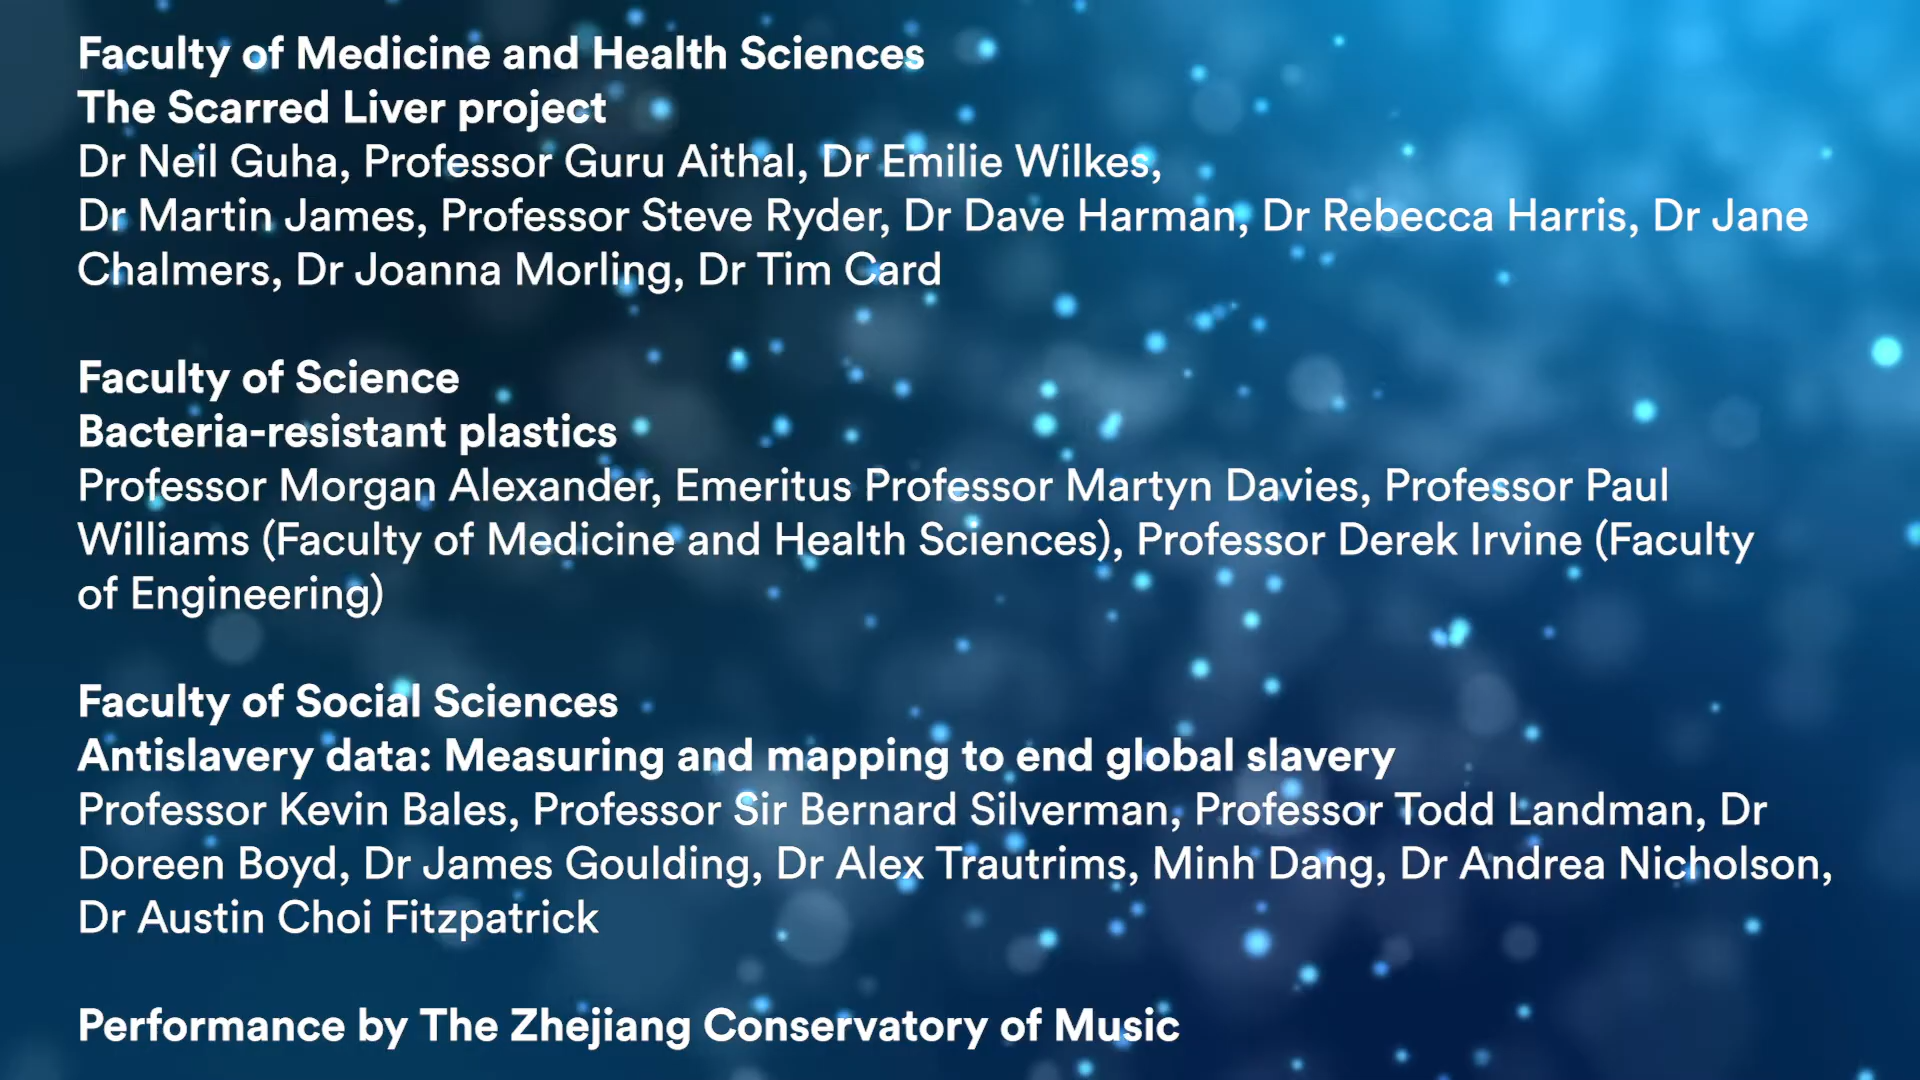 Faculty of Medicine and Health Sciences
The Scarred Liver project
Dr Neil Guha, Professor Guru Aithal, Dr Emilie Wilkes,
Dr Martin James, Professor Steve Ryder, Dr Dave Harman, Dr Rebecca Harris, Dr Jane
Chalmers, Dr Joanna Morling, Dr Tim Card
Faculty of Science
Bacteria-resistant plastics
Professor Morgan Alexander, Emeritus Professor Martyn Davies, Professor Paul
Williams (Faculty of Medicine and Health Sciences), Professor Derek Irvine (Faculty
of Engineering)
Faculty of Social Sciences
Antislavery data: Measuring and mapping to end global slavery
Professor Kevin Bales, Professor Sir Bernard Silverman, Professor Todd Landman, Dr
Doreen Boyd, Dr James Goulding, Dr Alex Trautrims, Minh Dang, Dr Andrea Nicholson,
Dr Austin Choi Fitzpatrick
Performance by The Zhejiang Conservatory of Music